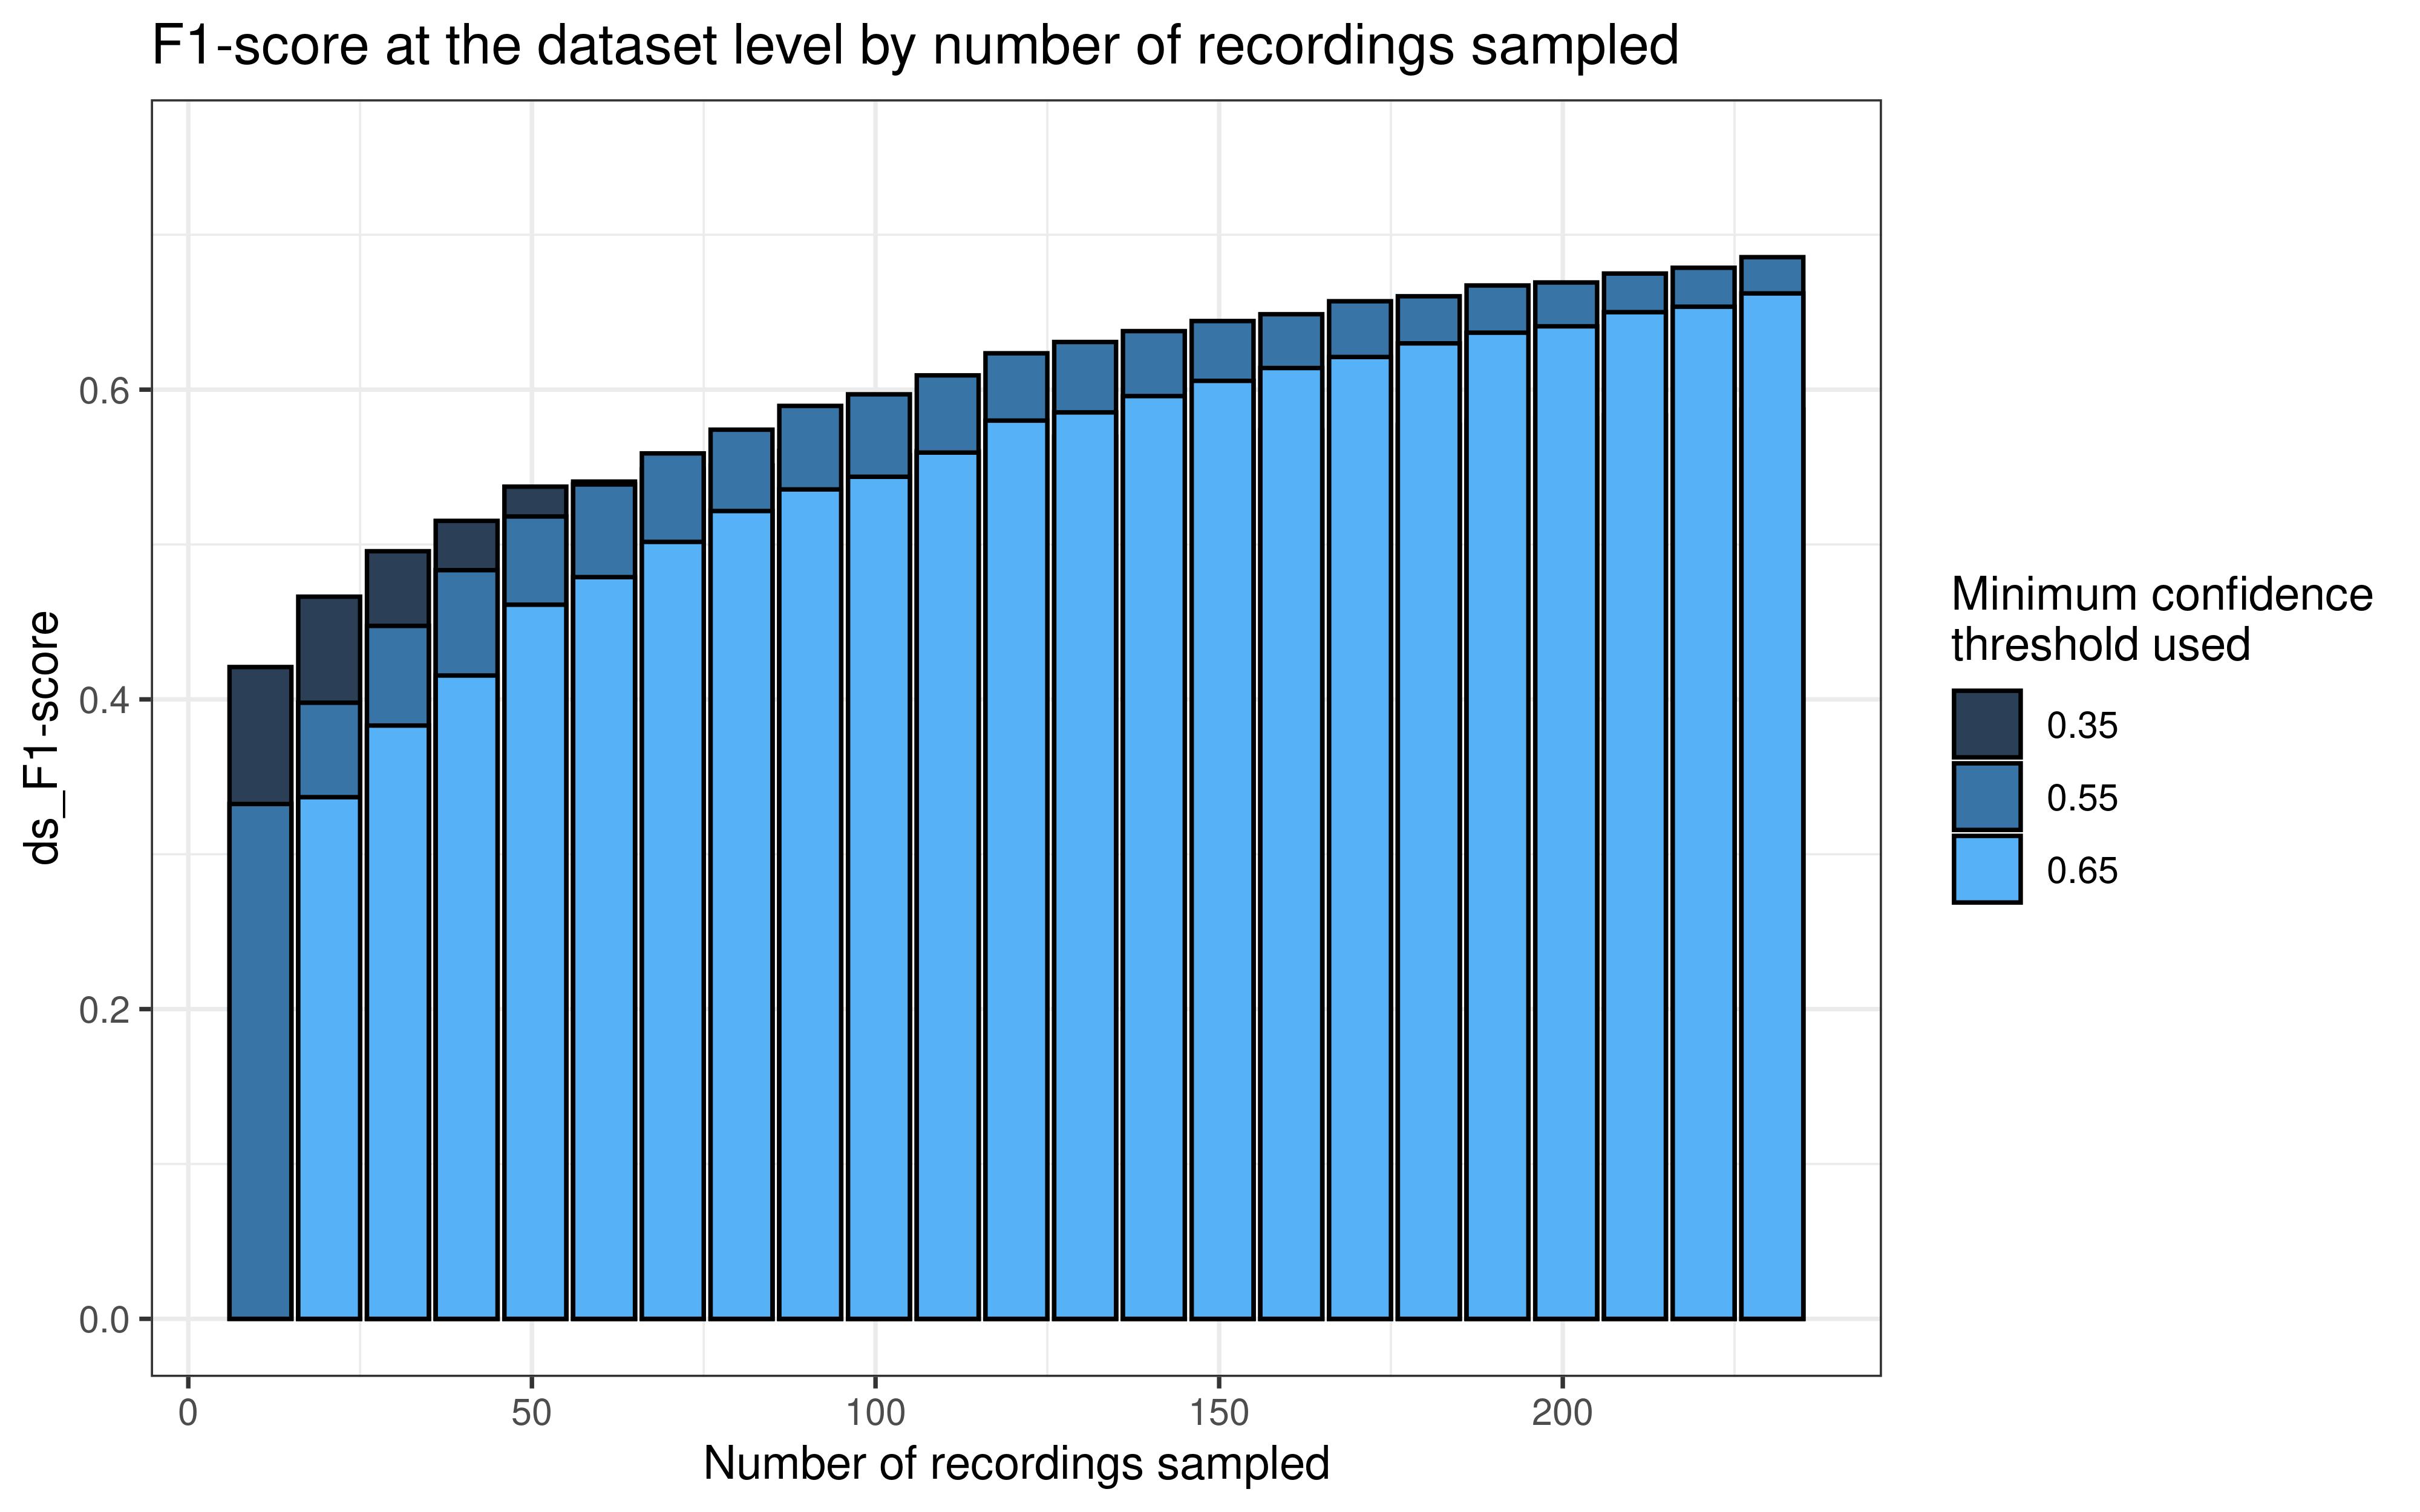 F1-score at the dataset level by number of recordings sampled
ds_F1-score
0.6
0.4
0.2
0.0
0
50
100
150
200
Number of recordings sampled
Minimum confidence
threshold used
0.35
0.55
0.65